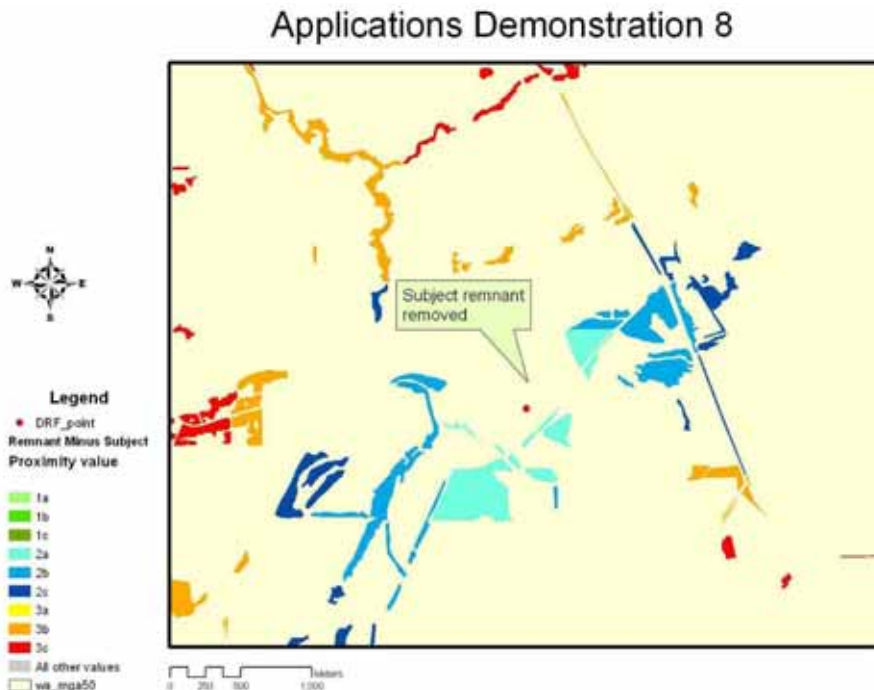 Applications Demonstration 8
N
W E
S
Subject remnant
removed
Legend
DRF_point
Remnant Minus Subject
Proximity value
1a
1b
1c
2a
2b
2c
3a
3b
3c
All other values
wa_mga50
Meters
0 250 500 1,000